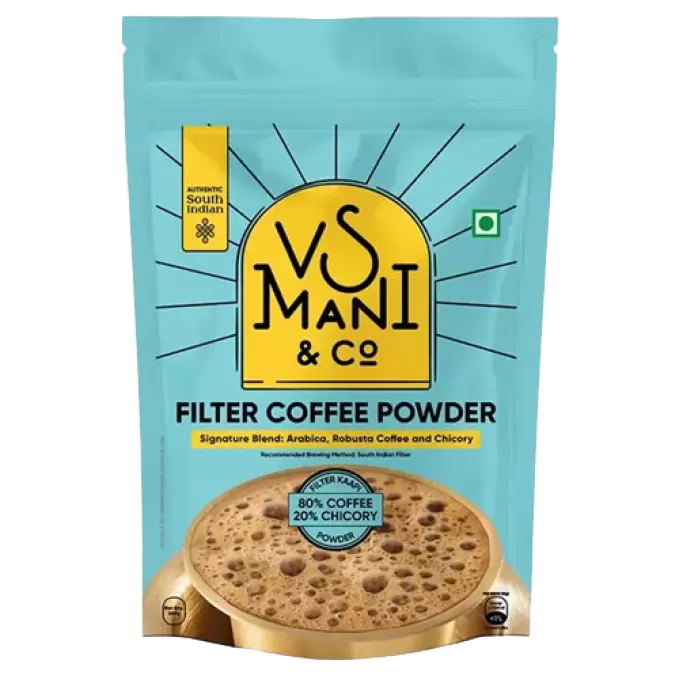 AUTHENTIC
South
Indian
VS
MANI
& Co
FILTER COFFEE POWDER
Signature Blend: Arabica, Robusta Coffee and Chicory
Recommended Brewing Method: South Indian Filter
FILTER KAAPI
80% COFFEE
20% CHICORY
POWDER